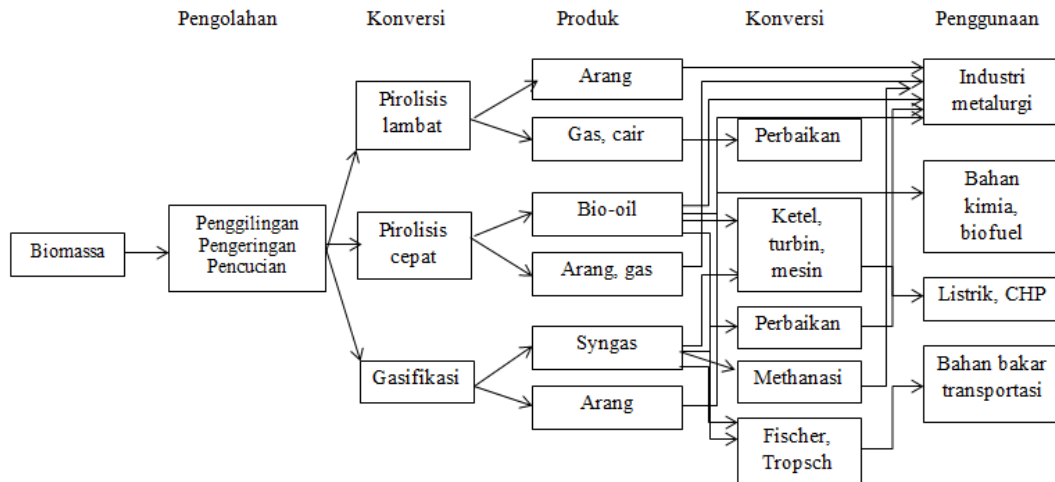 Pengolahan
Konversi
Produk
Konversi
Penggunaan
Biomassa
Penggilingan
Pengeringan
Pencucian
Pirolisis
lambat
Pirolisis
cepat
Gasifikasi
Arang
Gas, cair
Bio-oil
Arang, gas
Syngas
Arang
Perbaikan
Ketel,
turbin,
mesin
Perbaikan
Methanasi
Fischer,
Tropsch
Industri
metalurgi
Bahan
kimia,
biofuel
Listrik, CHP
Bahan bakar
transportasi